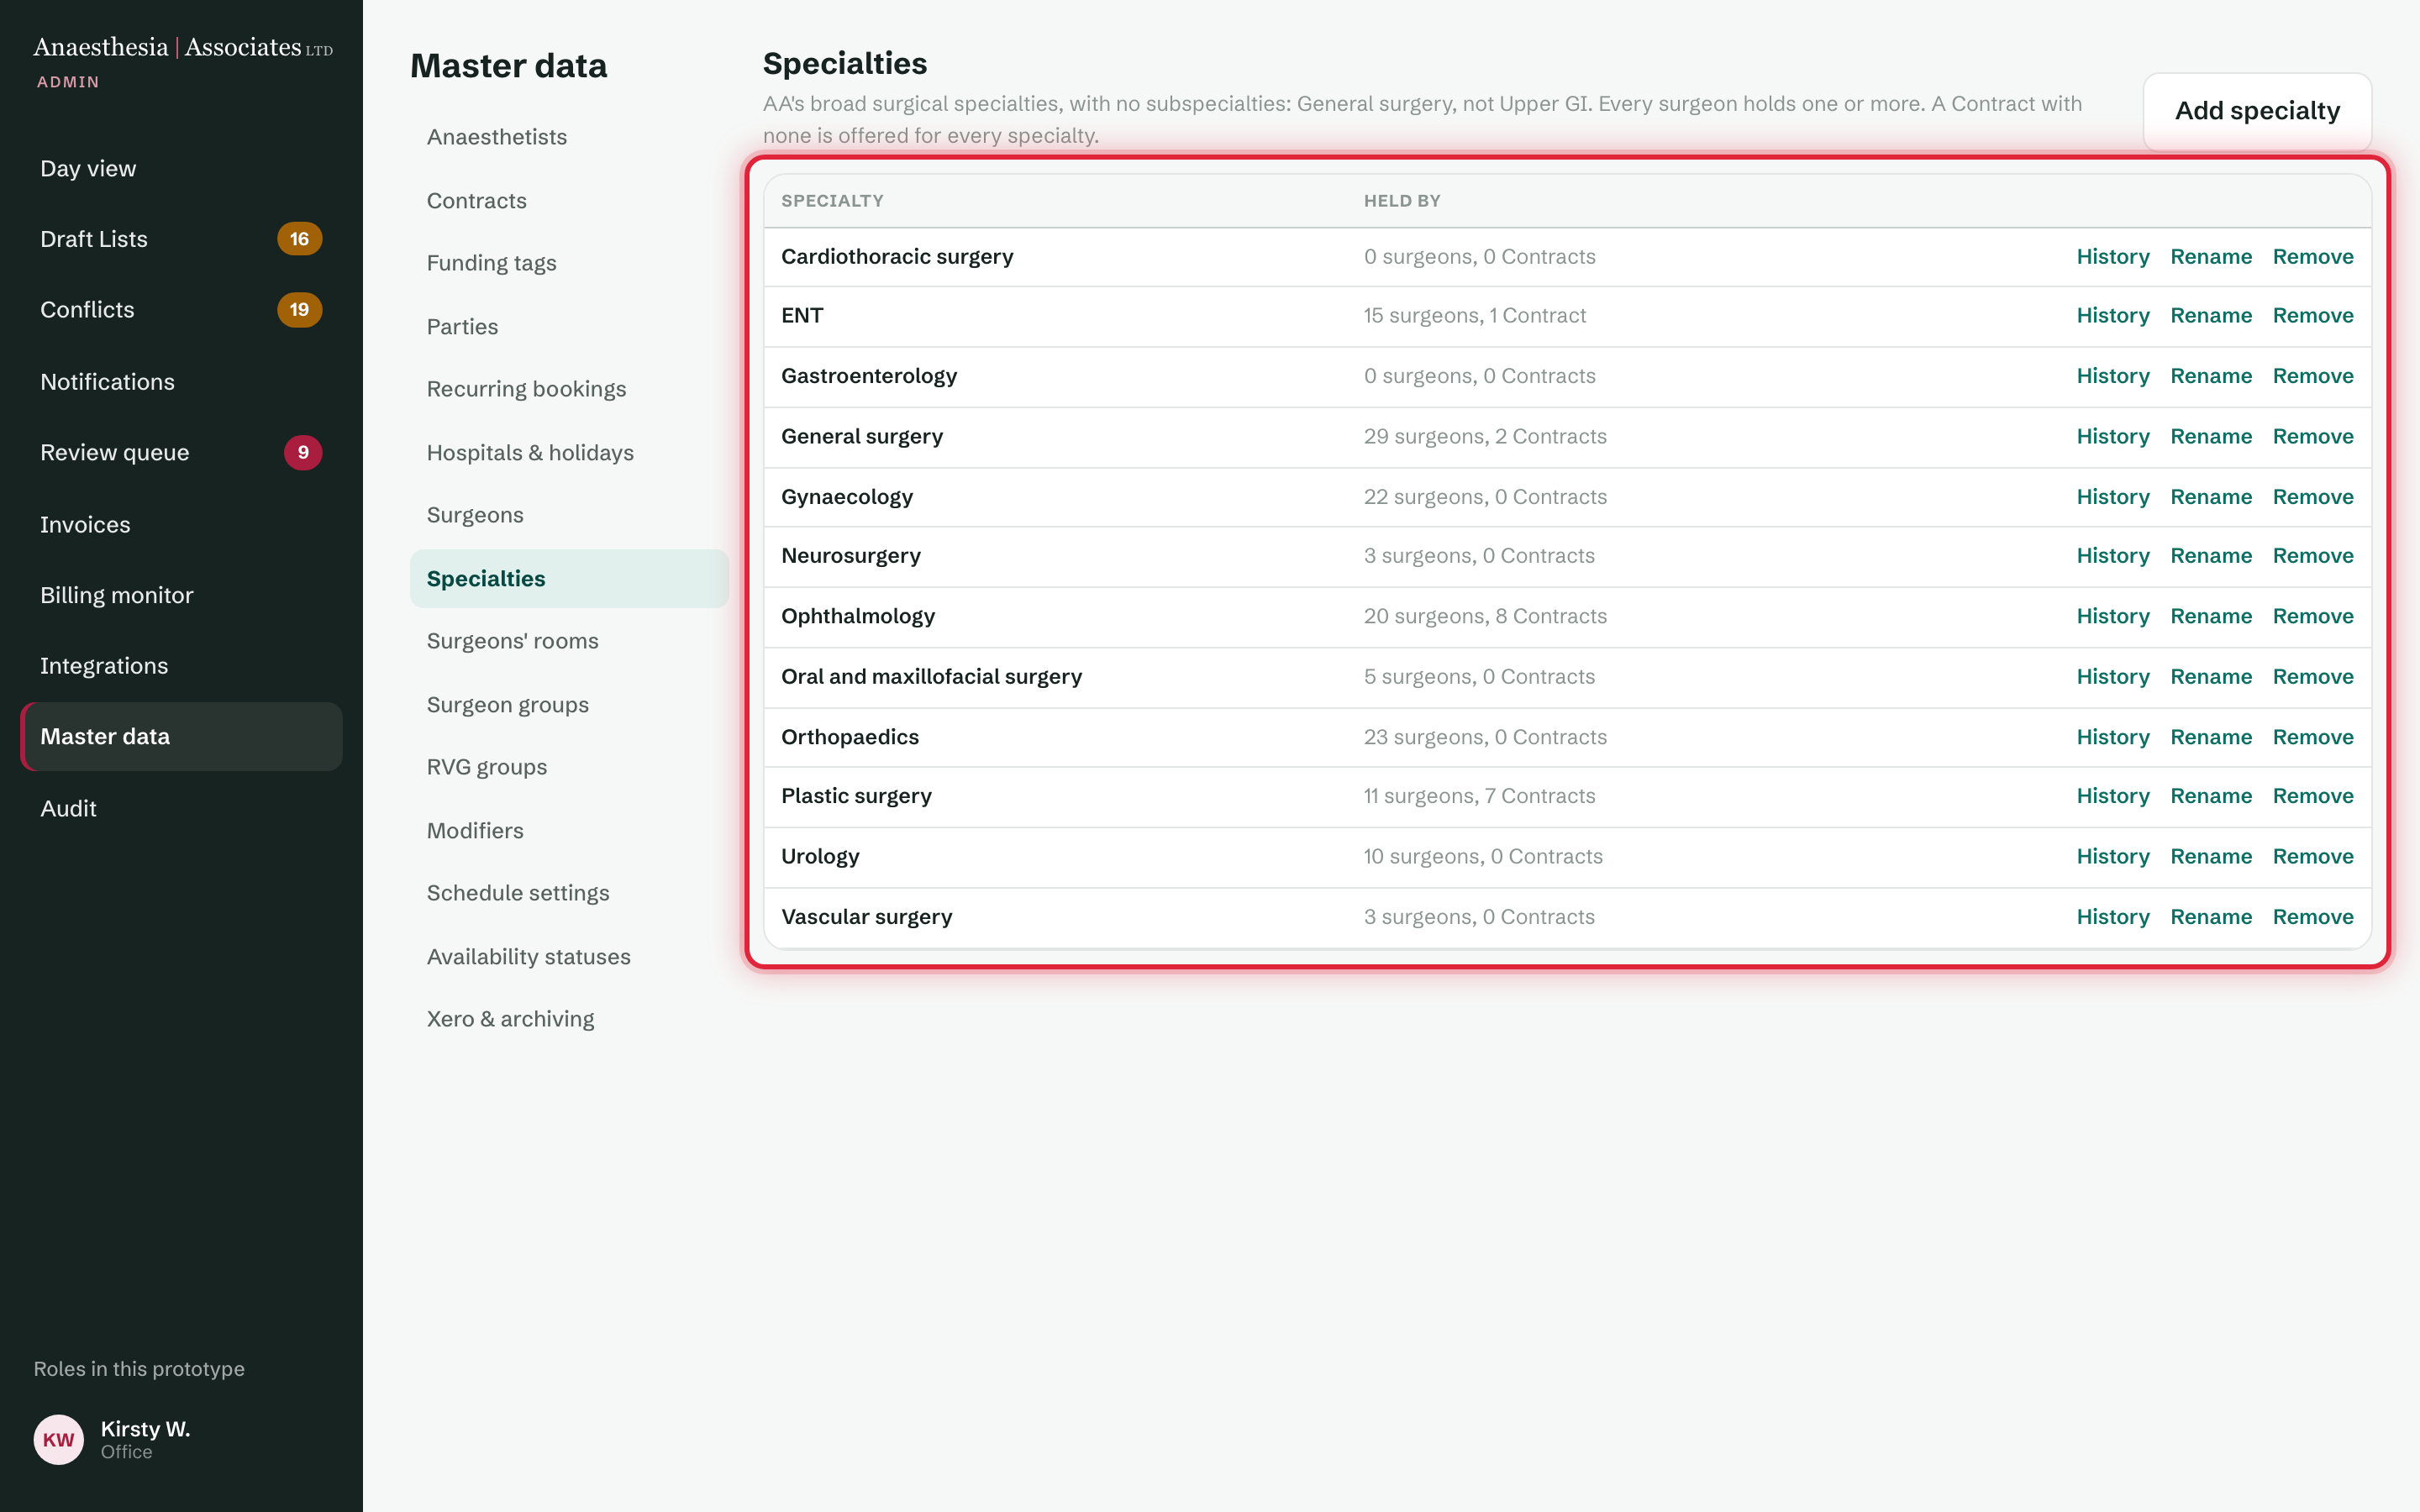 Anaesthesia | Associates LTD
ADMIN
Day view
Draft Lists 16
Conflicts 19
Notifications
Review queue 9
Invoices
Billing monitor
Integrations
Master data
Audit
Roles in this prototype
KW
Kirsty W.
Office
Master data
Anaesthetists
Contracts
Funding tags
Parties
Recurring bookings
Hospitals & holidays
Surgeons
Specialties
Surgeons' rooms
Surgeon groups
RVG groups
Modifiers
Schedule settings
Availability statuses
Xero & archiving
Specialties
AA's broad surgical specialties, with no subspecialties: General surgery, not Upper GI. Every surgeon holds one or more. A Contract with
none is offered for every specialty.
Add specialty
SPECIALTY HELD BY
Cardiothoracic surgery 0 surgeons, 0 Contracts History Rename Remove
ENT 15 surgeons, 1 Contract History Rename Remove
Gastroenterology 0 surgeons, 0 Contracts History Rename Remove
General surgery 29 surgeons, 2 Contracts History Rename Remove
Gynaecology 22 surgeons, 0 Contracts History Rename Remove
Neurosurgery 3 surgeons, 0 Contracts History Rename Remove
Ophthalmology 20 surgeons, 8 Contracts History Rename Remove
Oral and maxillofacial surgery 5 surgeons, 0 Contracts History Rename Remove
Orthopaedics 23 surgeons, 0 Contracts History Rename Remove
Plastic surgery 11 surgeons, 7 Contracts History Rename Remove
Urology 10 surgeons, 0 Contracts History Rename Remove
Vascular surgery 3 surgeons, 0 Contracts History Rename Remove